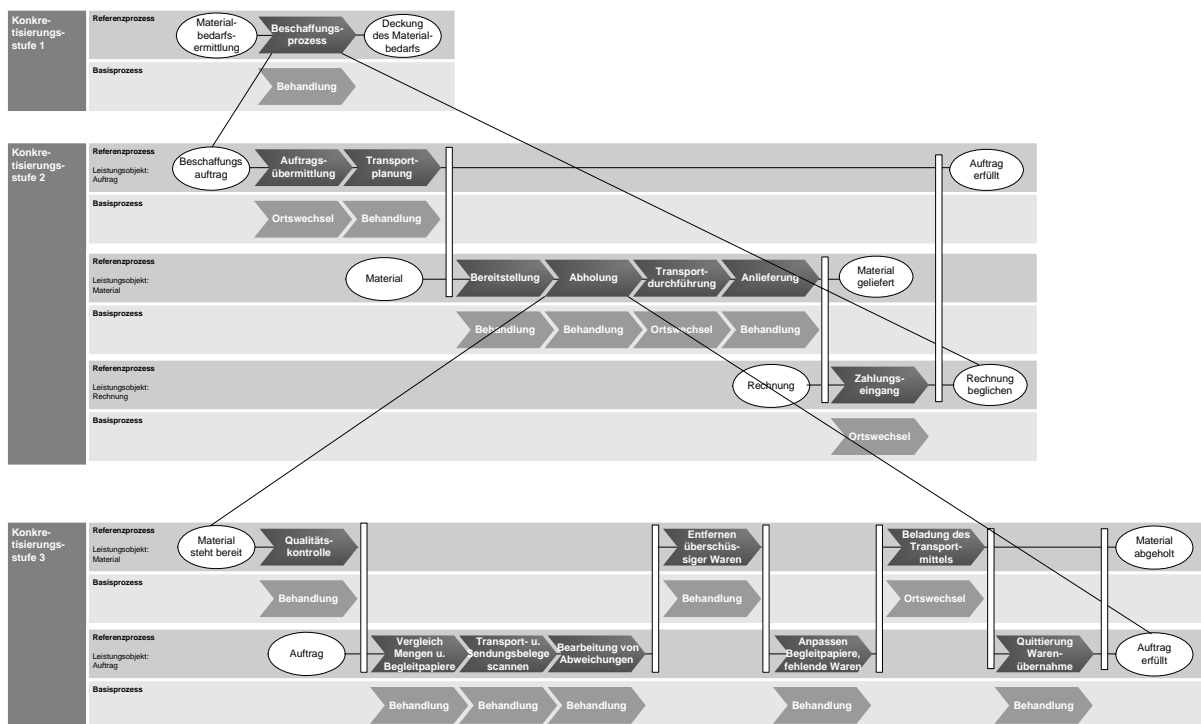 Konkre-
tisierungs-
stufe 1
Referenzprozess
Material-
bedarfs-
ermittlung
Beschaffungs-
prozess
Deckung
des Material-
bedarfs
Basisprozess
Behandlung
Konkre-
tisierungs-
stufe 2
Referenzprozess
Leistungsobjekt:
Auftrag
Beschaffungs
auftrag
Auftrags-
übermittlung
Transport-
planung
Auftrag
erfüllt
Basisprozess
Ortswechsel
Behandlung
Referenzprozess
Leistungsobjekt:
Material
Material
Bereitstellung
Abholung
Transport-
durchführung
Anlieferung
Material
geliefert
Basisprozess
Behandlung
Behandlung
Ortswechsel
Behandlung
Referenzprozess
Leistungsobjekt:
Rechnung
Rechnung
Zahlungs-
eingang
Rechnung
beglichen
Basisprozess
Ortswechsel
Konkre-
tisierungs-
stufe 3
Referenzprozess
Leistungsobjekt:
Material
Material
steht bereit
Qualitäts-
kontrolle
Entfernen
überschüs-
siger Waren
Beladung des
Transport-
mittels
Material
abgeholt
Basisprozess
Behandlung
Behandlung
Ortswechsel
Referenzprozess
Leistungsobjekt:
Auftrag
Auftrag
Vergleich
Mengen u.
Begleitpapiere
Transport- u.
Sendungsbelege
scannen
Bearbeitung von
Abweichungen
Anpassen
Begleitpapiere,
fehlende Waren
Quittierung
Waren-
übernahme
Auftrag
erfüllt
Basisprozess
Behandlung
Behandlung
Behandlung
Behandlung
Behandlung